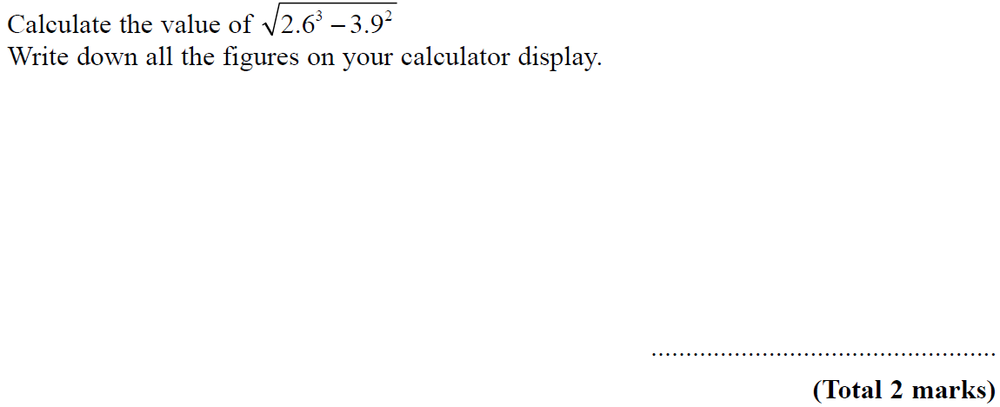 Calculate the value of √2.6³ – 3.9²
Write down all the figures on your calculator display.
..................................................
(Total 2 marks)